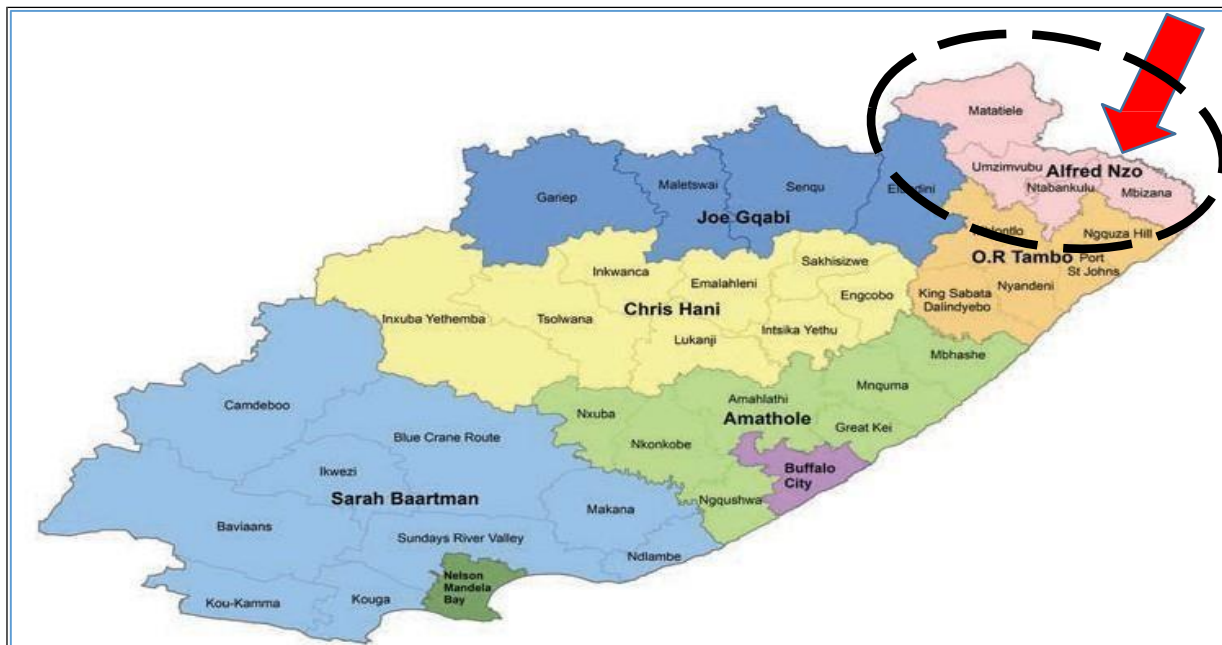 Matatiele
Umzimvubu
Alfred Nzo
Ntabankulu
Mbizana
Gariep
Maletswai
Senqu
Joe Gqabi
Ngquza Hill
O.R Tambo
Port
St Johns
King Sabata
Dalindyebo
Nyandeni
Sakhisizwe
Inkwanca
Emalahleni
Engcobo
Chris Hani
Inxuba Yethemba
Tsolwana
Intsika Yethu
Lukanji
Mbhashe
Mnquma
Amahlathi
Nxuba
Amathole
Great Kei
Nkonkobe
Buffalo
City
Ngqushwa
Camdeboo
Blue Crane Route
Ikwezi
Sarah Baartman
Makana
Baviaans
Sundays River Valley
Ndlambe
Nelson
Mandela
Bay
Kouga
Kou-Kamma